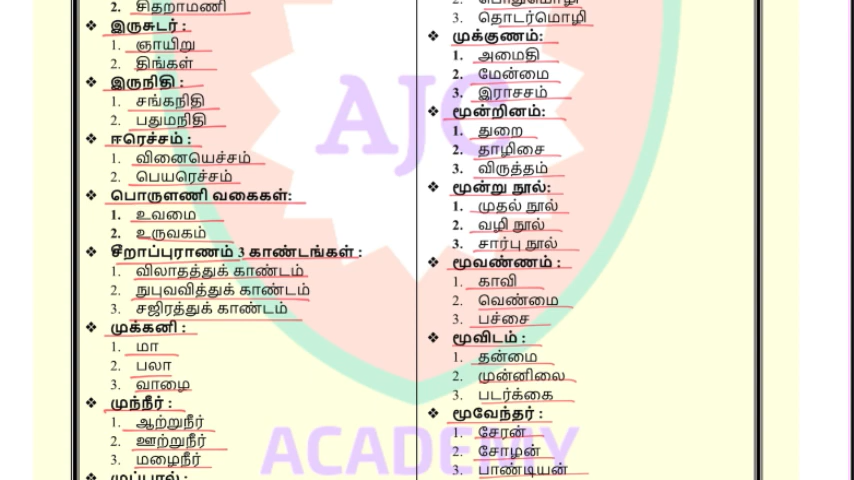 2. சிதறாமணி
❖ இருசுடர் :
1. ஞாயிறு
2. திங்கள்
❖ இருநிதி :
1. சங்கநிதி
2. பதுமநிதி
❖ ஈரெச்சம் :
1. வினையெச்சம்
2. பெயரெச்சம்
❖ பொருளணி வகைகள்:
1. உவமை
2. உருவகம்
❖ சீறாப்புராணம் 3 காண்டங்கள் :
1. விலாதத்துக் காண்டம்
2. நுபுவவித்துக் காண்டம்
3. சஜிரத்துக் காண்டம்
❖ முக்கனி :
1. மா
2. பலா
3. வாழை
❖ முந்நீர் :
1. ஆற்றுநீர்
2. ஊற்றுநீர்
3. மழைநீர்
❖ முப்பால் :
2. பொதுமொழி
3. தொடர்மொழி
❖ முக்குணம்:
1. அமைதி
2. மேன்மை
3. இராசசம்
❖ மூன்றினம்:
1. துறை
2. தாழிசை
3. விருத்தம்
❖ மூன்று நூல்:
1. முதல் நூல்
2. வழி நூல்
3. சார்பு நூல்
❖ மூவண்ணம் :
1. காவி
2. வெண்மை
3. பச்சை
❖ மூவிடம் :
1. தன்மை
2. முன்னிலை
3. படர்க்கை
❖ மூவேந்தர் :
1. சேரன்
2. சோழன்
3. பாண்டியன்
AJC
ACADEMY